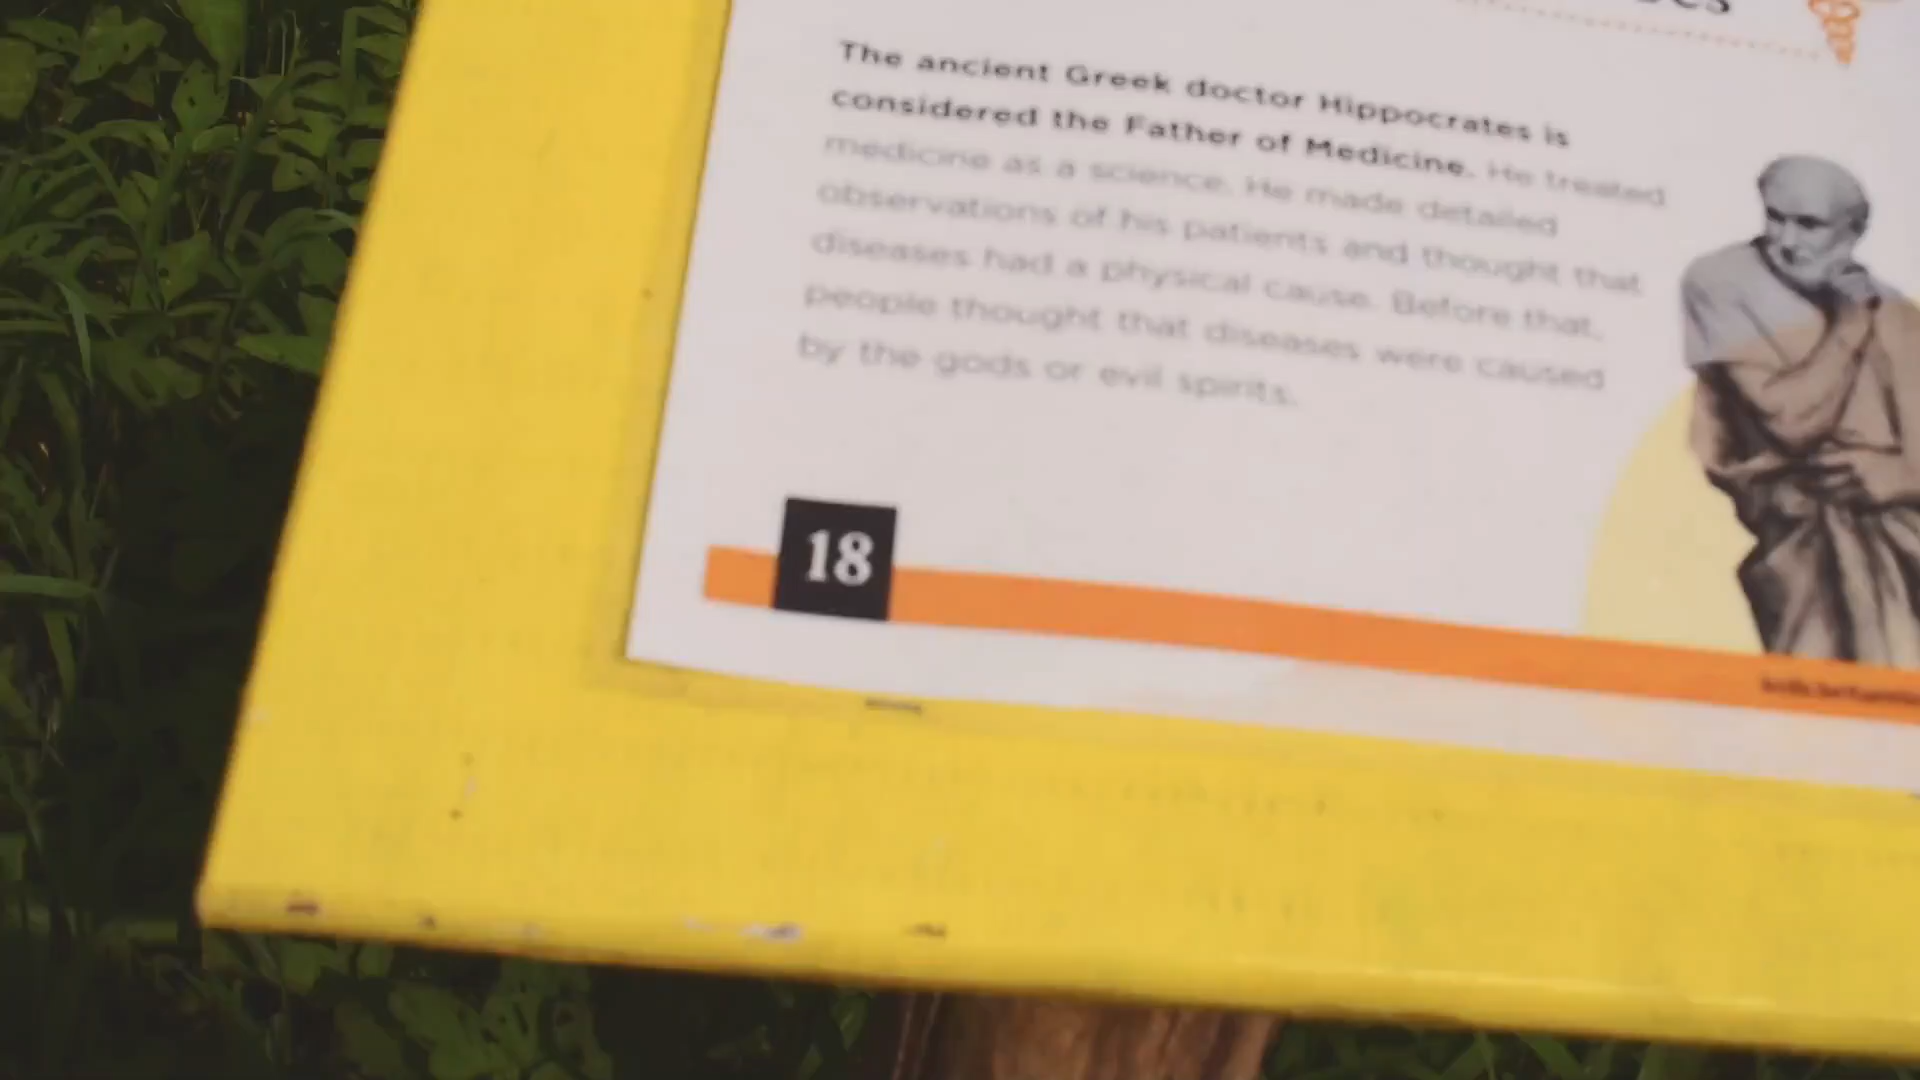 The ancient Greek doctor Hippocrates is
considered the Father of Medicine. He treated
medicine as a science. He made detailed
observations of his patients and thought that
diseases had a physical cause. Before that,
people thought that diseases were caused
by the gods or evil spirits.
18